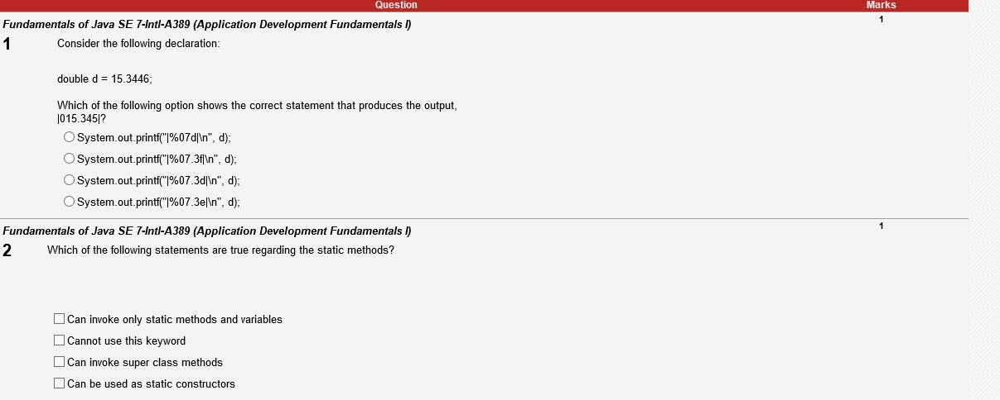 Question Marks
Fundamentals of Java SE 7-Intl-A389 (Application Development Fundamentals I) 1
1 Consider the following declaration:
double d = 15.3446;
Which of the following option shows the correct statement that produces the output,
|015.345|?
System.out.printf("|%07d|\n", d);
System.out.printf("|%07.3f|\n", d);
System.out.printf("|%07.3d|\n", d);
System.out.printf("|%07.3e|\n", d);
Fundamentals of Java SE 7-Intl-A389 (Application Development Fundamentals I) 1
2 Which of the following statements are true regarding the static methods?
Can invoke only static methods and variables
Cannot use this keyword
Can invoke super class methods
Can be used as static constructors